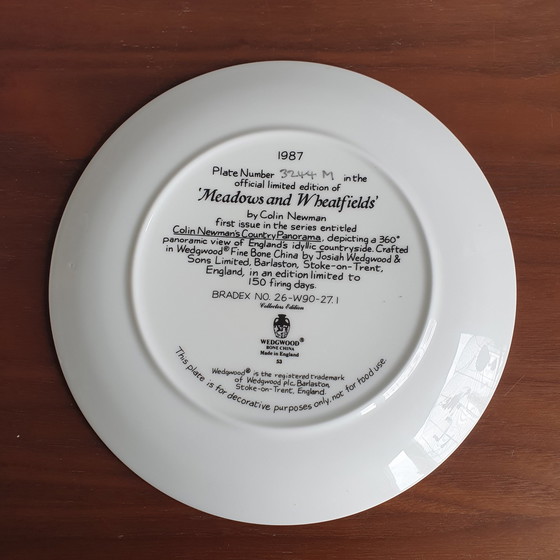 1987
Plate Number 3244 M in the
official limited edition of
'Meadows and Wheatfields'
by Colin Newman
first issue in the series entitled
Colin Newman's Country Panorama, depicting a 360°
panoramic view of England's idyllic countryside. Crafted
in Wedgwood® Fine Bone China by Josiah Wedgwood &
Sons Limited, Barlaston, Stoke-on-Trent,
England, in an edition limited to
150 firing days.
BRADEX NO. 26-W90-27.1
Collectors Edition
WEDGWOOD®
BONE CHINA
Made in England
Wedgwood® is the registered trademark
of Wedgwood plc, Barlaston,
Stoke-on-Trent, England.
This plate is for decorative purposes only, not for food use.